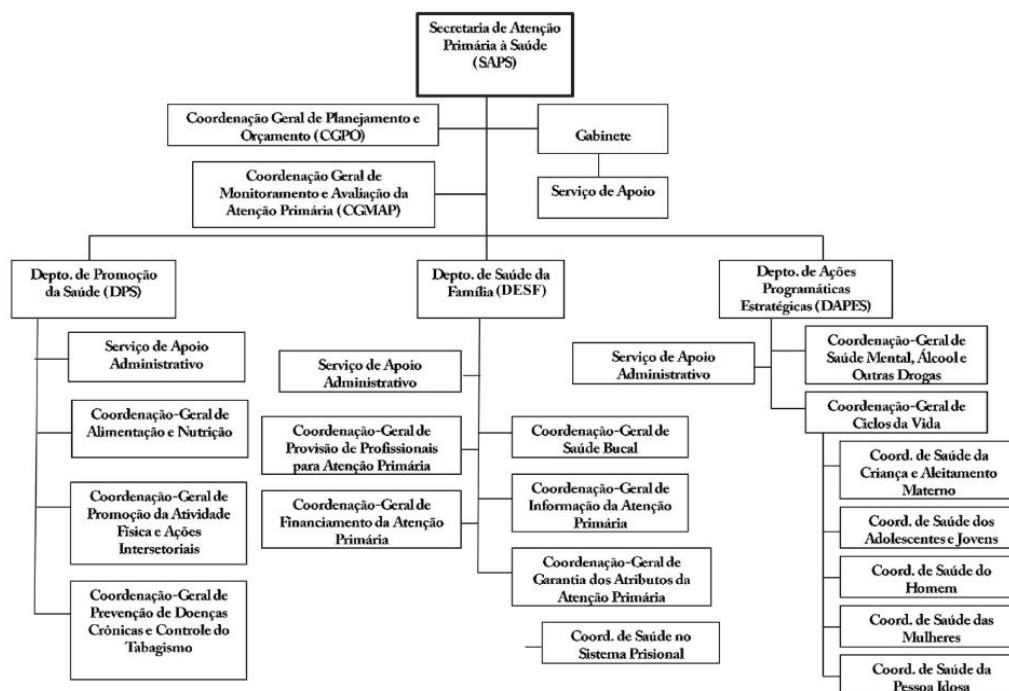 Secretaria de Atenção
Primária à Saúde
(SAPS)
Coordenação Geral de Planejamento e
Orçamento (CGPO)
Gabinete
Coordenação Geral de
Monitoramento e Avaliação da
Atenção Primária (CGMAP)
Serviço de Apoio
Depto. de Promoção
da Saúde (DPS)
Serviço de Apoio
Administrativo
Coordenação-Geral de
Alimentação e Nutrição
Coordenação-Geral de
Promoção da Atividade
Física e Ações
Intersetoriais
Coordenação-Geral de
Prevenção de Doenças
Crônicas e Controle do
Tabagismo
Depto. de Saúde da
Família (DESF)
Serviço de Apoio
Administrativo
Coordenação-Geral de
Provisão de Profissionais
para Atenção Primária
Coordenação-Geral de
Saúde Bucal
Coordenação-Geral de
Financiamento da Atenção
Primária
Coordenação-Geral de
Informação da Atenção
Primária
Coordenação-Geral de
Garantia dos Atributos da
Atenção Primária
Coord. de Saúde no
Sistema Prisional
Depto. de Ações
Programáticas
Estratégicas (DAPES)
Serviço de Apoio
Administrativo
Coordenação-Geral de
Saúde Mental, Álcool e
Outras Drogas
Coordenação-Geral de
Ciclos da Vida
Coord. de Saúde da
Criança e Aleitamento
Materno
Coord. de Saúde dos
Adolescentes e Jovens
Coord. de Saúde do
Homem
Coord. de Saúde das
Mulheres
Coord. de Saúde da
Pessoa Idosa